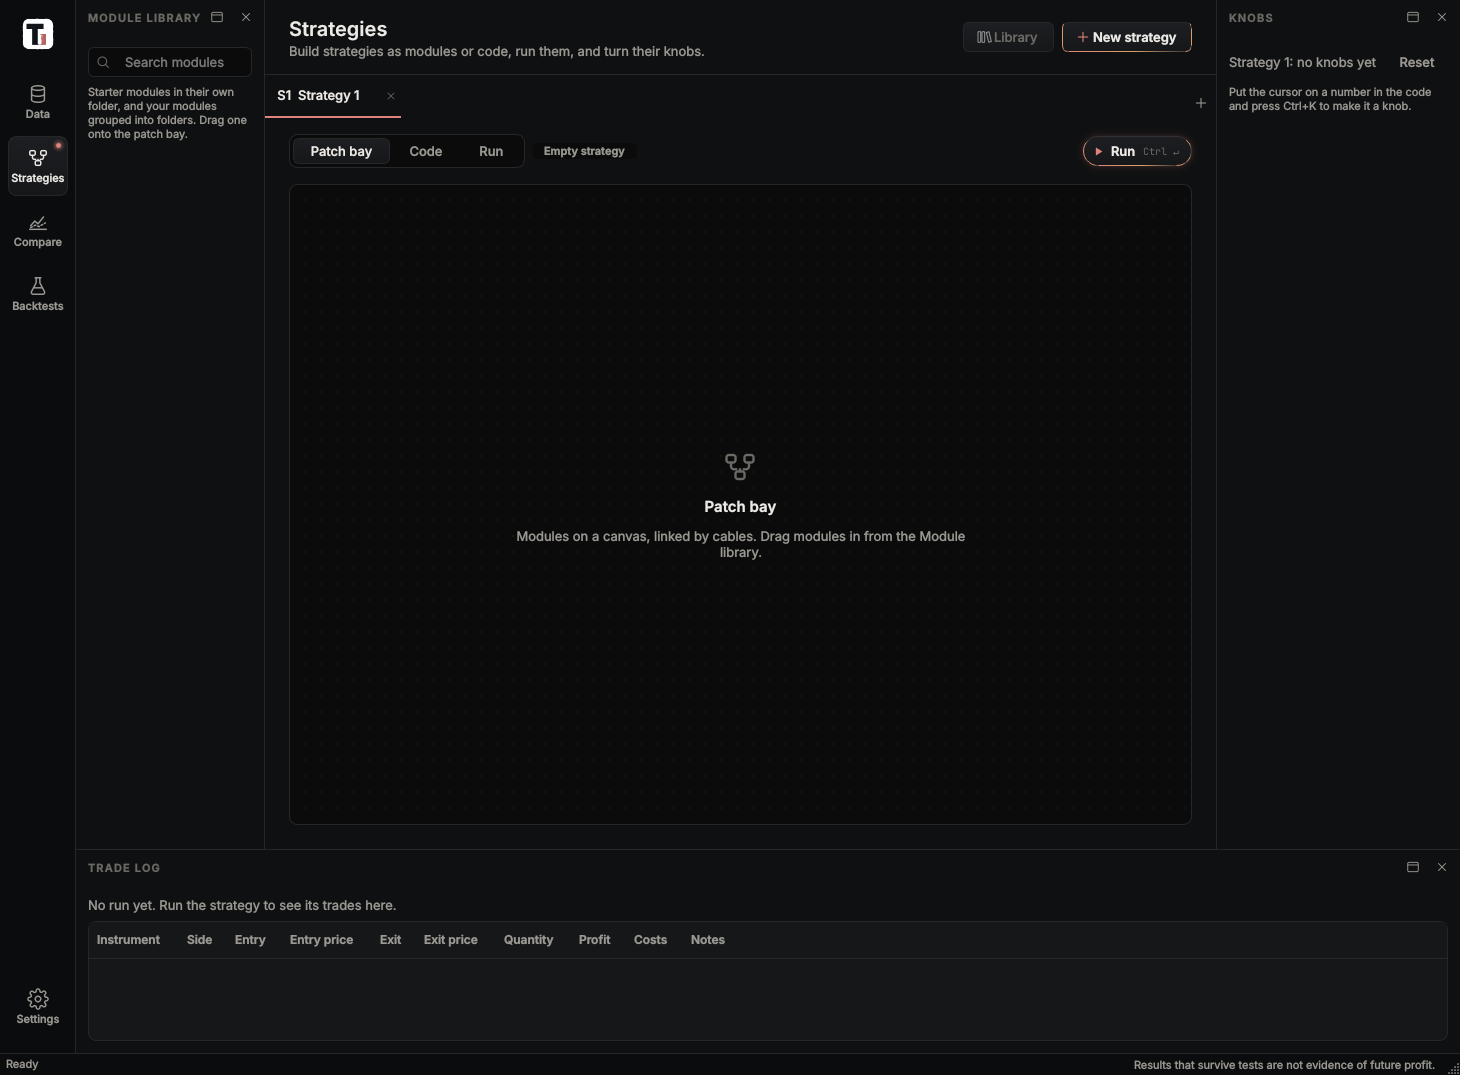 MODULE LIBRARY
Search modules
Starter modules in their own
folder, and your modules
grouped into folders. Drag one
onto the patch bay.
Data
Strategies
Compare
Backtests
Settings
Strategies
Build strategies as modules or code, run them, and turn their knobs.
Library
New strategy
S1 Strategy 1
Patch bay
Code
Run
Empty strategy
Run Ctrl ↵
Patch bay
Modules on a canvas, linked by cables. Drag modules in from the Module
library.
KNOBS
Strategy 1: no knobs yet
Reset
Put the cursor on a number in the code
and press Ctrl+K to make it a knob.
TRADE LOG
No run yet. Run the strategy to see its trades here.
Instrument Side Entry Entry price Exit Exit price Quantity Profit Costs Notes
Ready
Results that survive tests are not evidence of future profit.